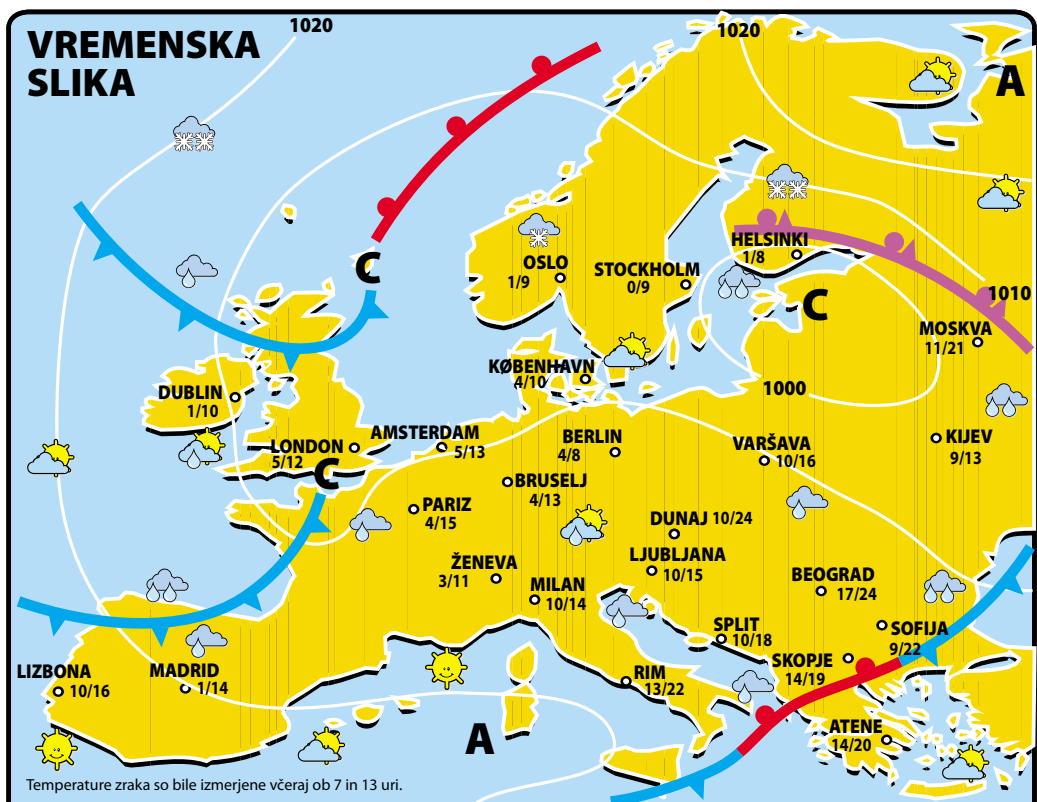 VREMENSKA
SLIKA
1020
1020
A
C
HELSINKI
1/8
OSLO
1/9
STOCKHOLM
0/9
C
1010
MOSKVA
11/21
KØBENHAVN
4/10
1000
DUBLIN
1/10
LONDON
5/12
C
AMSTERDAM
5/13
BERLIN
4/8
VARŠAVA
10/16
KIJEV
9/13
BRUSELJ
4/13
PARIZ
4/15
DUNAJ 10/24
LJUBLJANA
10/15
ŽENEVA
3/11
MILAN
10/14
BEOGRAD
17/24
SPLIT
10/18
SOFIJA
9/22
SKOPJE
14/19
LIZBONA
10/16
MADRID
1/14
RIM
13/22
A
ATENE
14/20
Temperature zraka so bile izmerjene včeraj ob 7 in 13 uri.